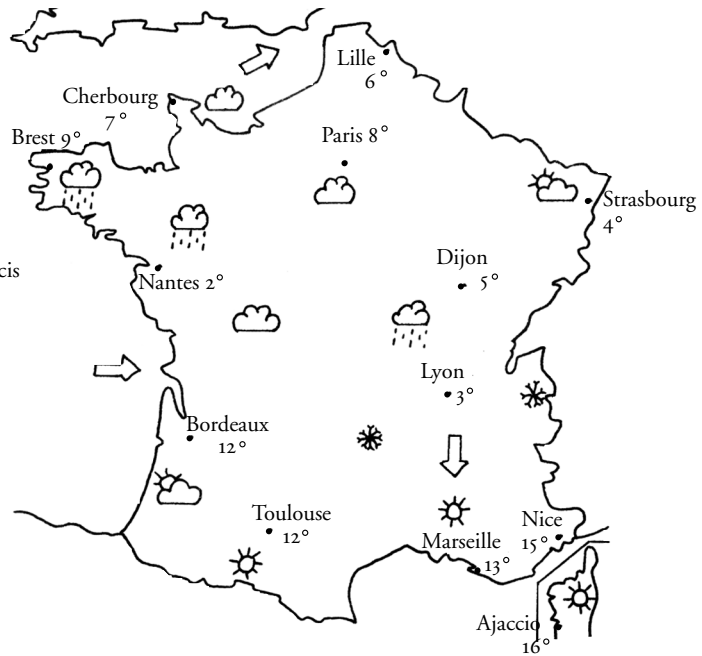 Lille
6°
Cherbourg
7°
Brest 9°
Paris 8°
Strasbourg
4°
cis
Nantes 2°
Dijon
5°
Lyon
3°
Bordeaux
12°
Toulouse
12°
Nice
15°
Marseille
13°
Ajaccio
16°